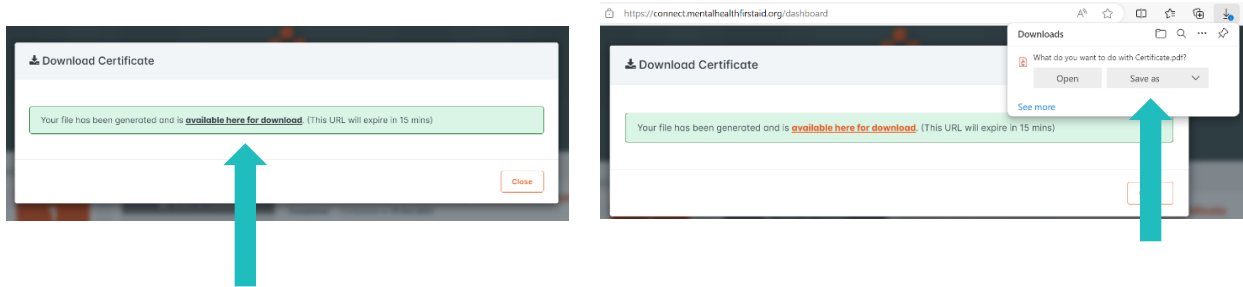 Download Certificate
Your file has been generated and is available here for download. (This URL will expire in 15 mins)
Close
https://connect.mentalhealthfirstaid.org/dashboard
Downloads
What do you want to do with Certificate.pdf?
Open
Save as
See more
Download Certificate
Your file has been generated and is available here for download. (This URL will expire in 15 mins)